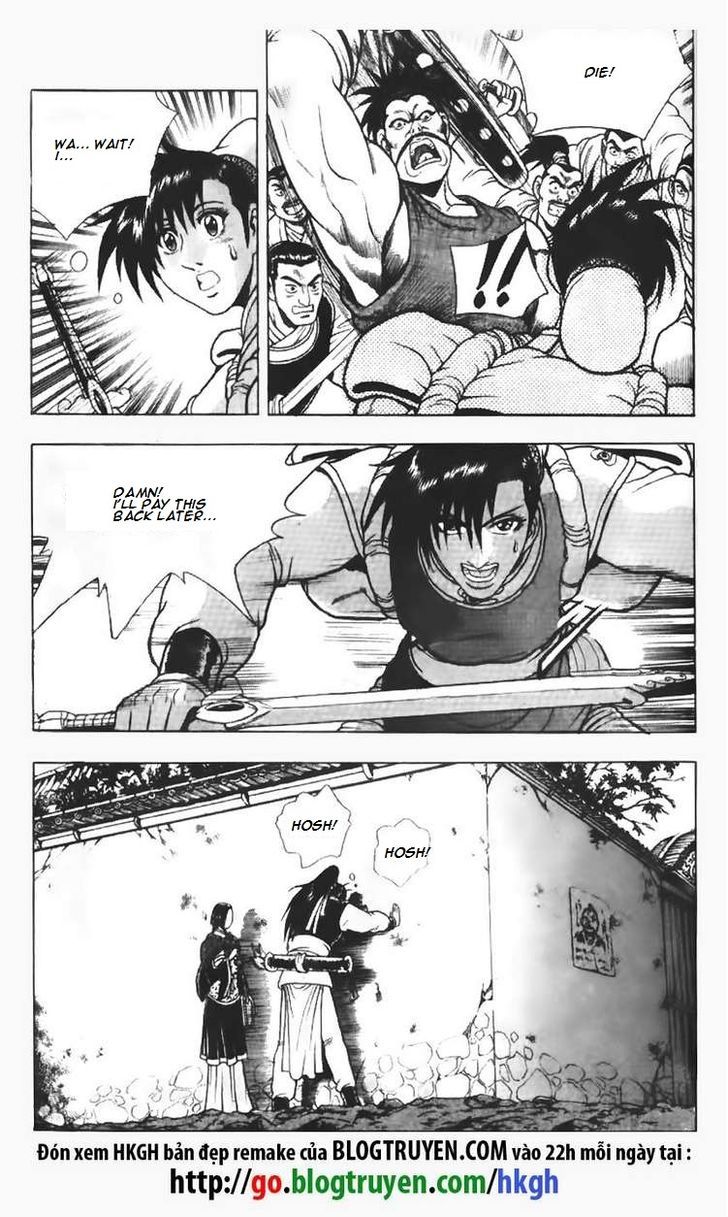 DIE!
WA... WAIT!
I...
!!
DAMN!
I'LL PAY THIS
BACK LATER...
HOSH!
HOSH!
Đón xem HKGH bản đẹp remake của BLOGTRUYEN.COM vào 22h mỗi ngày tại :
http://go.blogtruyen.com/hkgh